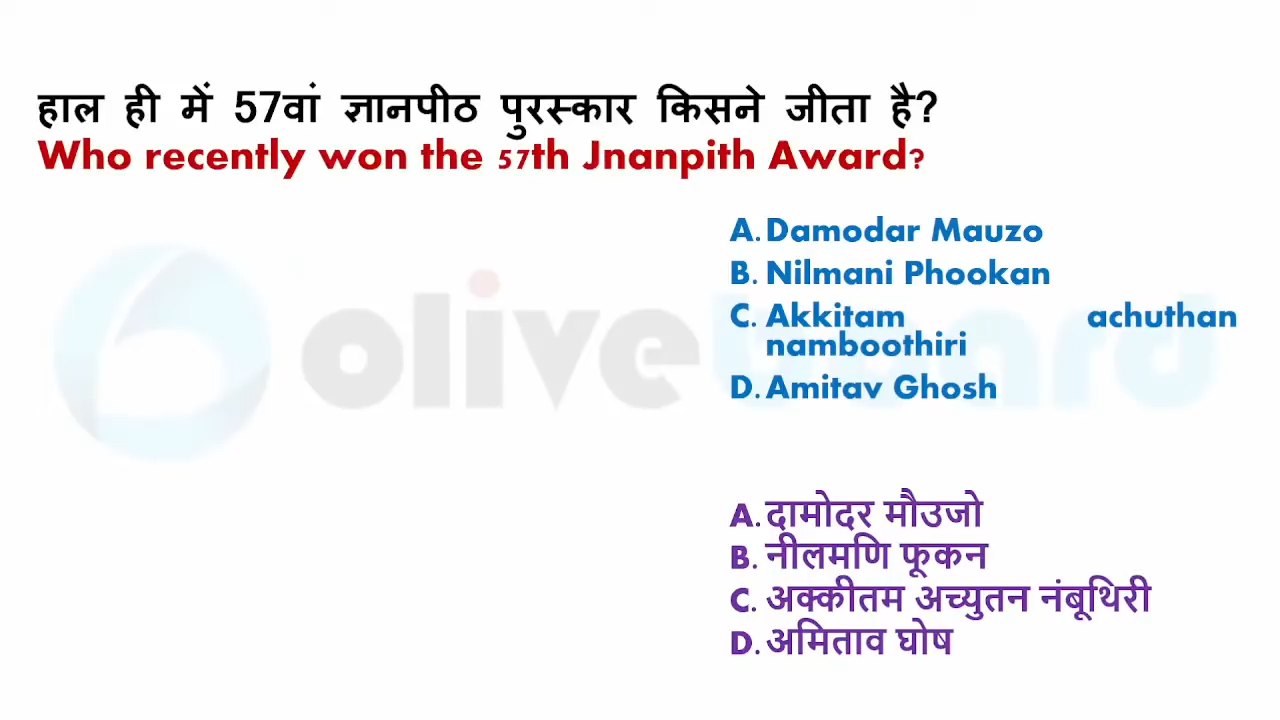 हाल ही में 57वां ज्ञानपीठ पुरस्कार किसने जीता है?
Who recently won the 57th Jnanpith Award?
A. Damodar Mauzo
B. Nilmani Phookan
C. Akkitam achuthan
namboothiri
D. Amitav Ghosh
oliveboard
A. दामोदर मौउजो
B. नीलमणि फूकन
C. अक्कीतम अच्युतन नंबूथिरी
D. अमिताव घोष